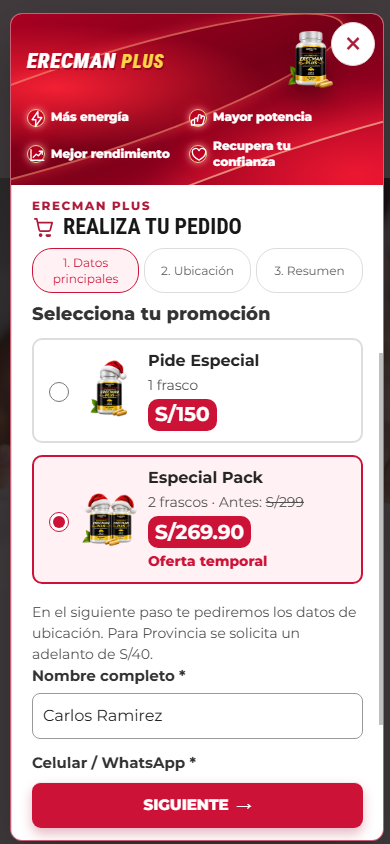 ERECMAN PLUS
Más energía
Mayor potencia
Mejor rendimiento
Recupera tu
confianza
ERECMAN PLUS
REALIZA TU PEDIDO
1. Datos
principales
2. Ubicación
3. Resumen
Selecciona tu promoción
Pide Especial
1 frasco
S/150
Especial Pack
2 frascos · Antes: S/299
S/269.90
Oferta temporal
En el siguiente paso te pediremos los datos de
ubicación. Para Provincia se solicita un
adelanto de S/40.
Nombre completo *
Carlos Ramirez
Celular / WhatsApp *
SIGUIENTE →